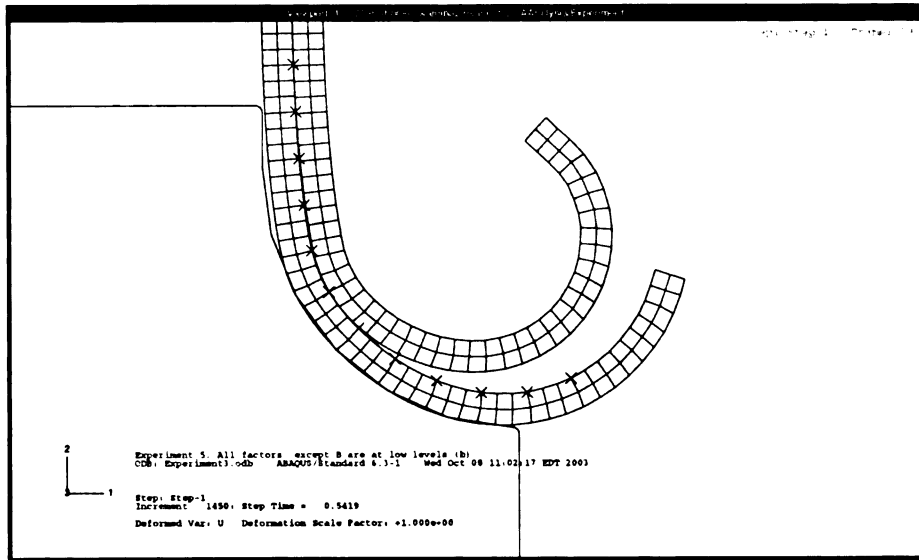 Experiment 5. All factors except B are at low levels (b)
ODB: Experiment3.odb ABAQUS/Standard 6.3-1 Wed Oct 08 11:02:17 EDT 2003
2
1
3
Step: Step-1
Increment 1450: Step Time = 0.5419
Deformed Var: U Deformation Scale Factor: +1.000e+00